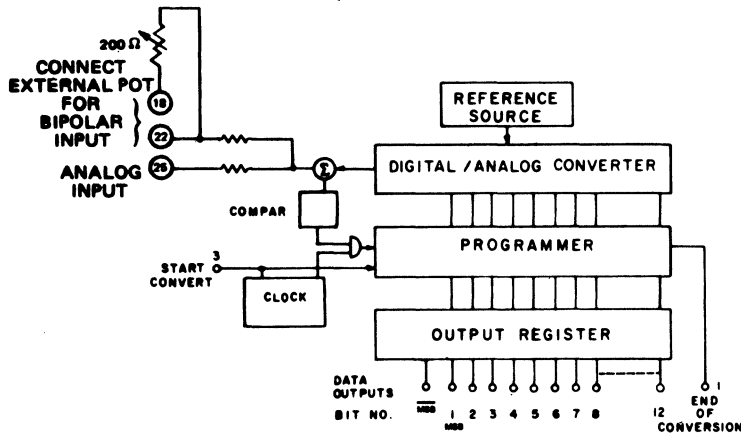 200 Ω
CONNECT
EXTERNAL POT
FOR
BIPOLAR
INPUT
18
22
ANALOG
INPUT
25
REFERENCE
SOURCE
Σ
DIGITAL / ANALOG CONVERTER
COMPAR
PROGRAMMER
3
START
CONVERT
CLOCK
OUTPUT REGISTER
DATA
OUTPUTS
1
BIT NO. MSB 1 2 3 4 5 6 7 8 12
MSB
END
OF
CONVERSION